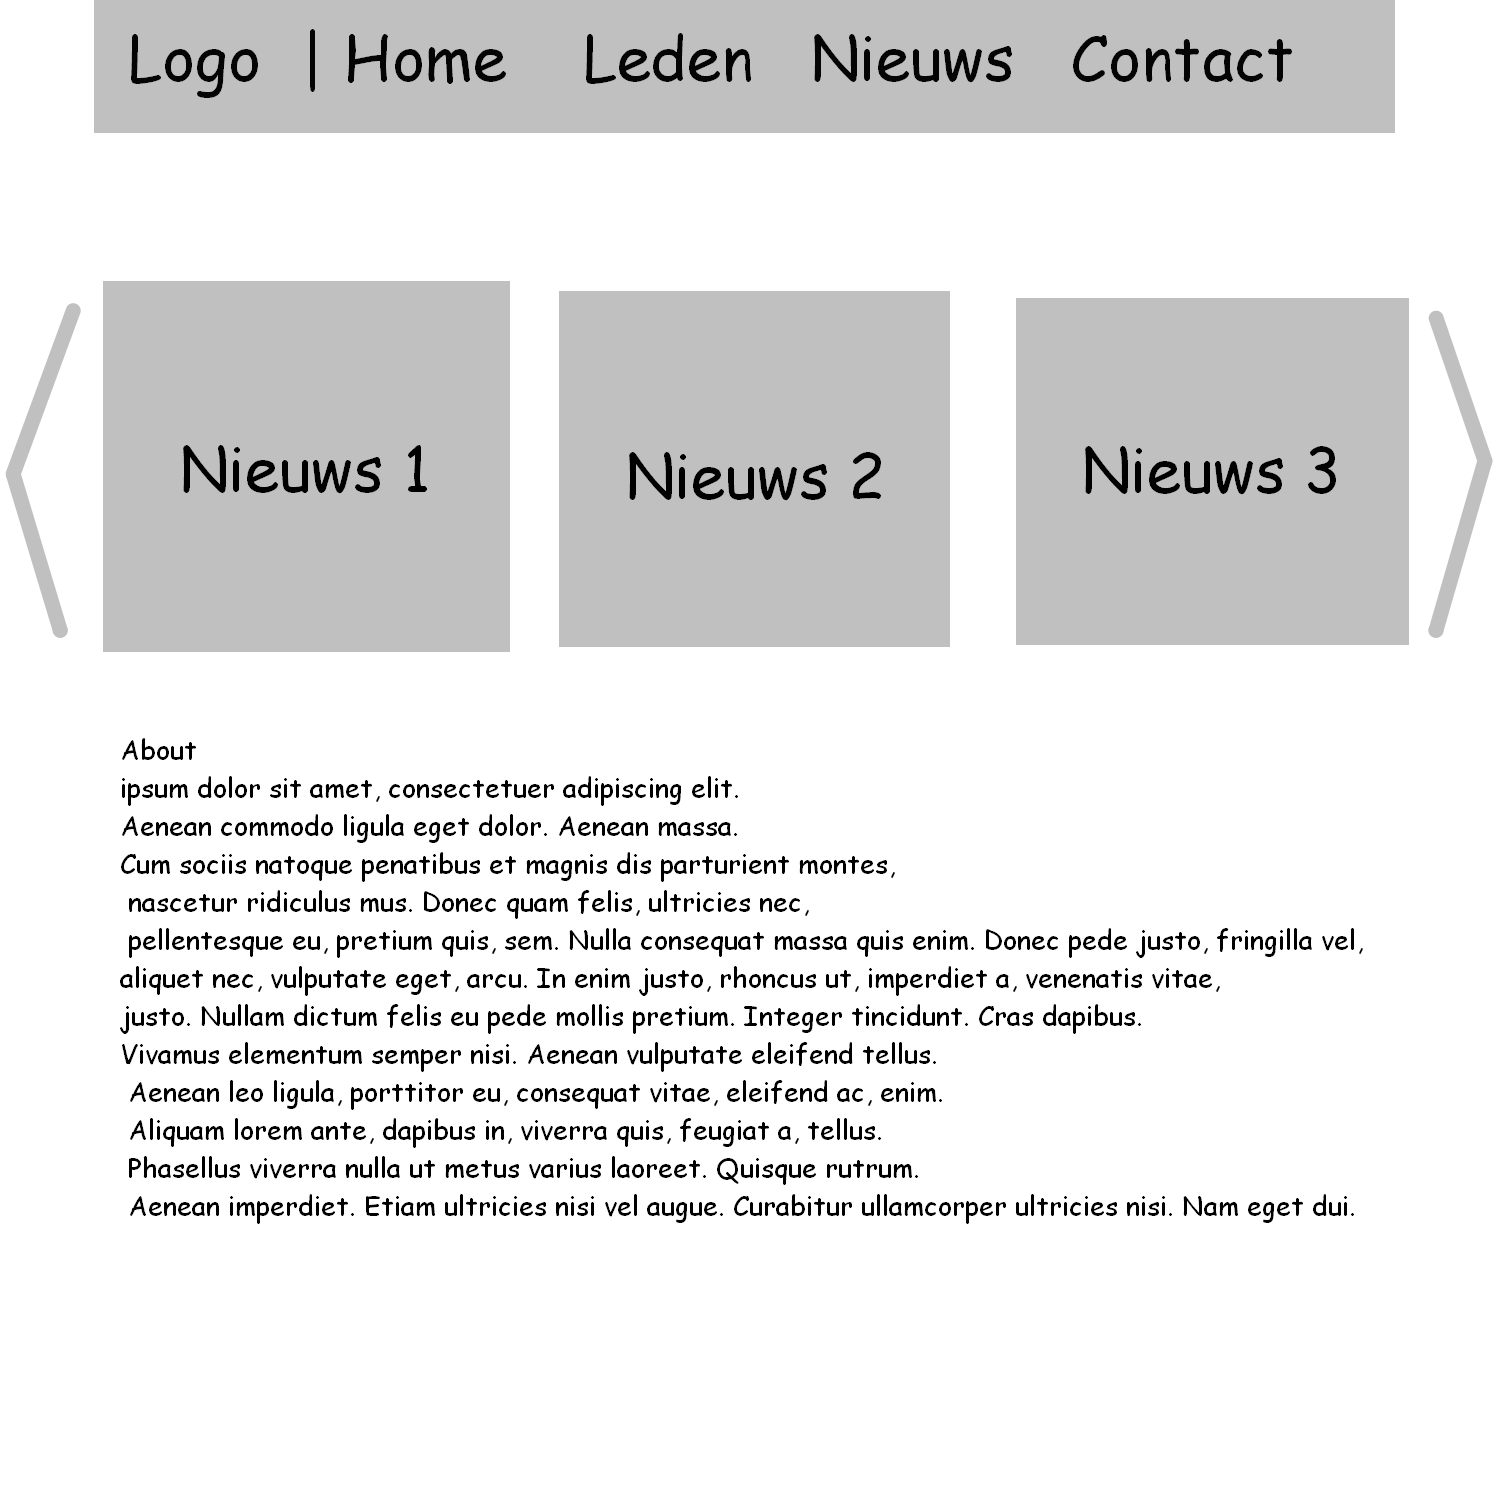 Logo | Home Leden Nieuws Contact
Nieuws 1
Nieuws 2
Nieuws 3
About
ipsum dolor sit amet, consectetuer adipiscing elit.
Aenean commodo ligula eget dolor. Aenean massa.
Cum sociis natoque penatibus et magnis dis parturient montes,
nascetur ridiculus mus. Donec quam felis, ultricies nec,
pellentesque eu, pretium quis, sem. Nulla consequat massa quis enim. Donec pede justo, fringilla vel,
aliquet nec, vulputate eget, arcu. In enim justo, rhoncus ut, imperdiet a, venenatis vitae,
justo. Nullam dictum felis eu pede mollis pretium. Integer tincidunt. Cras dapibus.
Vivamus elementum semper nisi. Aenean vulputate eleifend tellus.
Aenean leo ligula, porttitor eu, consequat vitae, eleifend ac, enim.
Aliquam lorem ante, dapibus in, viverra quis, feugiat a, tellus.
Phasellus viverra nulla ut metus varius laoreet. Quisque rutrum.
Aenean imperdiet. Etiam ultricies nisi vel augue. Curabitur ullamcorper ultricies nisi. Nam eget dui.